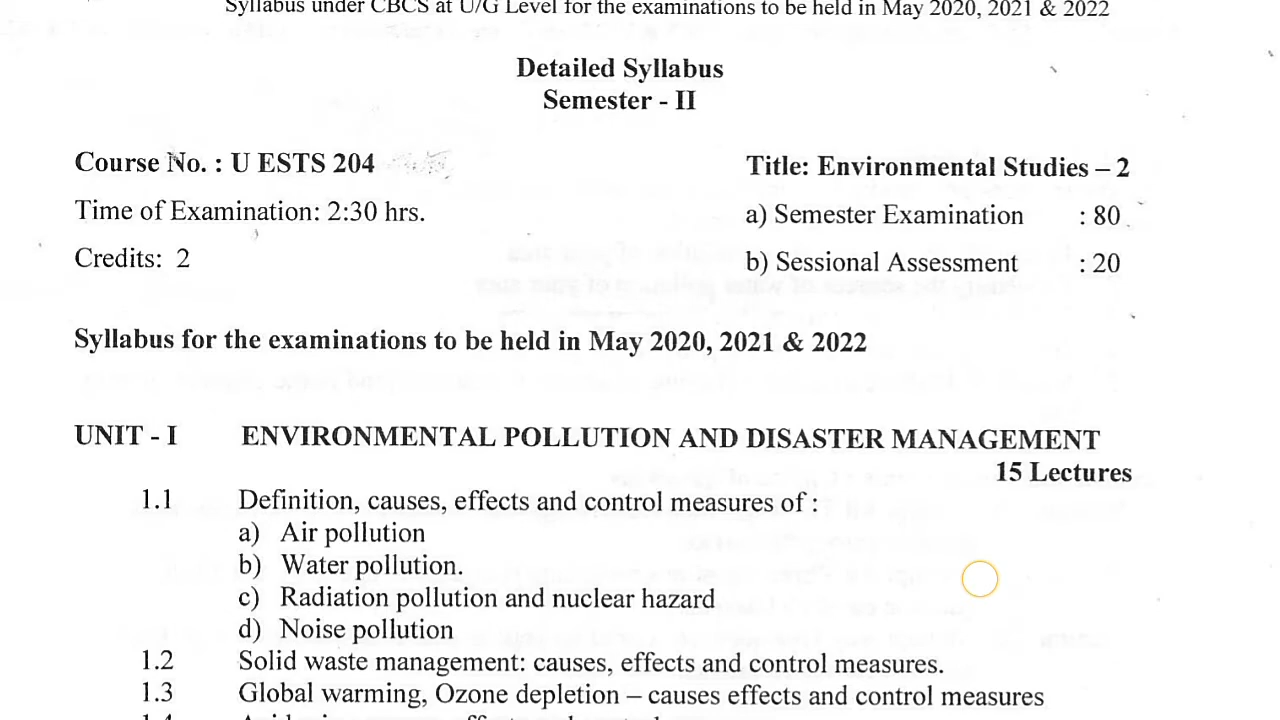 Syllabus under CBCS at U/G Level for the examinations to be held in May 2020, 2021 & 2022
Detailed Syllabus
Semester - II
Course No. : U ESTS 204
Title: Environmental Studies – 2
Time of Examination: 2:30 hrs.
a) Semester Examination : 80
Credits: 2
b) Sessional Assessment : 20
Syllabus for the examinations to be held in May 2020, 2021 & 2022
UNIT - I ENVIRONMENTAL POLLUTION AND DISASTER MANAGEMENT
15 Lectures
1.1 Definition, causes, effects and control measures of :
a) Air pollution
b) Water pollution.
c) Radiation pollution and nuclear hazard
d) Noise pollution
1.2 Solid waste management: causes, effects and control measures.
1.3 Global warming, Ozone depletion – causes effects and control measures